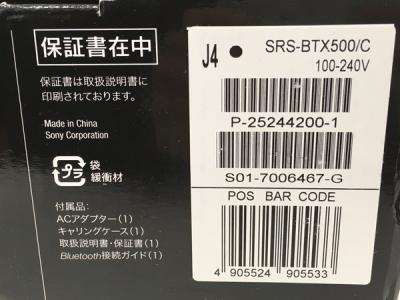 保証書在中
保証書は取扱説明書に
印刷されております。
Made in China
Sony Corporation
プラ
袋
緩衝材
付属品:
ACアダプター(1)
キャリングケース(1)
取扱説明書・保証書(1)
Bluetooth接続ガイド(1)
J4
SRS-BTX500/C
100-240V
P-25244200-1
S01-7006467-G
POS BAR CODE
4 905524 905533